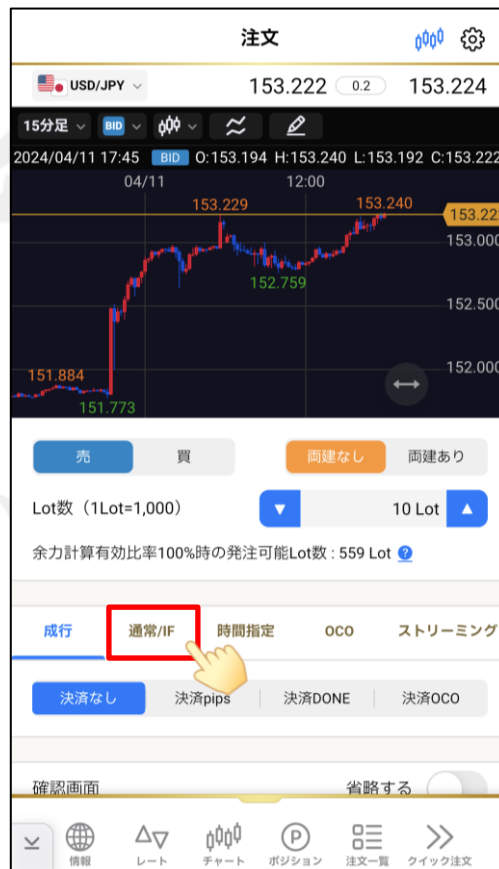 注文
USD/JPY 153.222 0.2 153.224
15分足 BID
2024/04/11 17:45 BID O:153.194 H:153.240 L:153.192 C:153.222
04/11 12:00
153.229 153.240
153.22
153.000
152.759
152.500
152.000
151.884
151.773
売 買 両建なし 両建あり
Lot数（1Lot=1,000） 10 Lot
余力計算有効比率100%時の発注可能Lot数 : 559 Lot ?
成行 通常/IF 時間指定 OCO ストリーミング
決済なし 決済pips 決済DONE 決済OCO
確認画面 省略する
情報 レート チャート ポジション 注文一覧 クイック注文